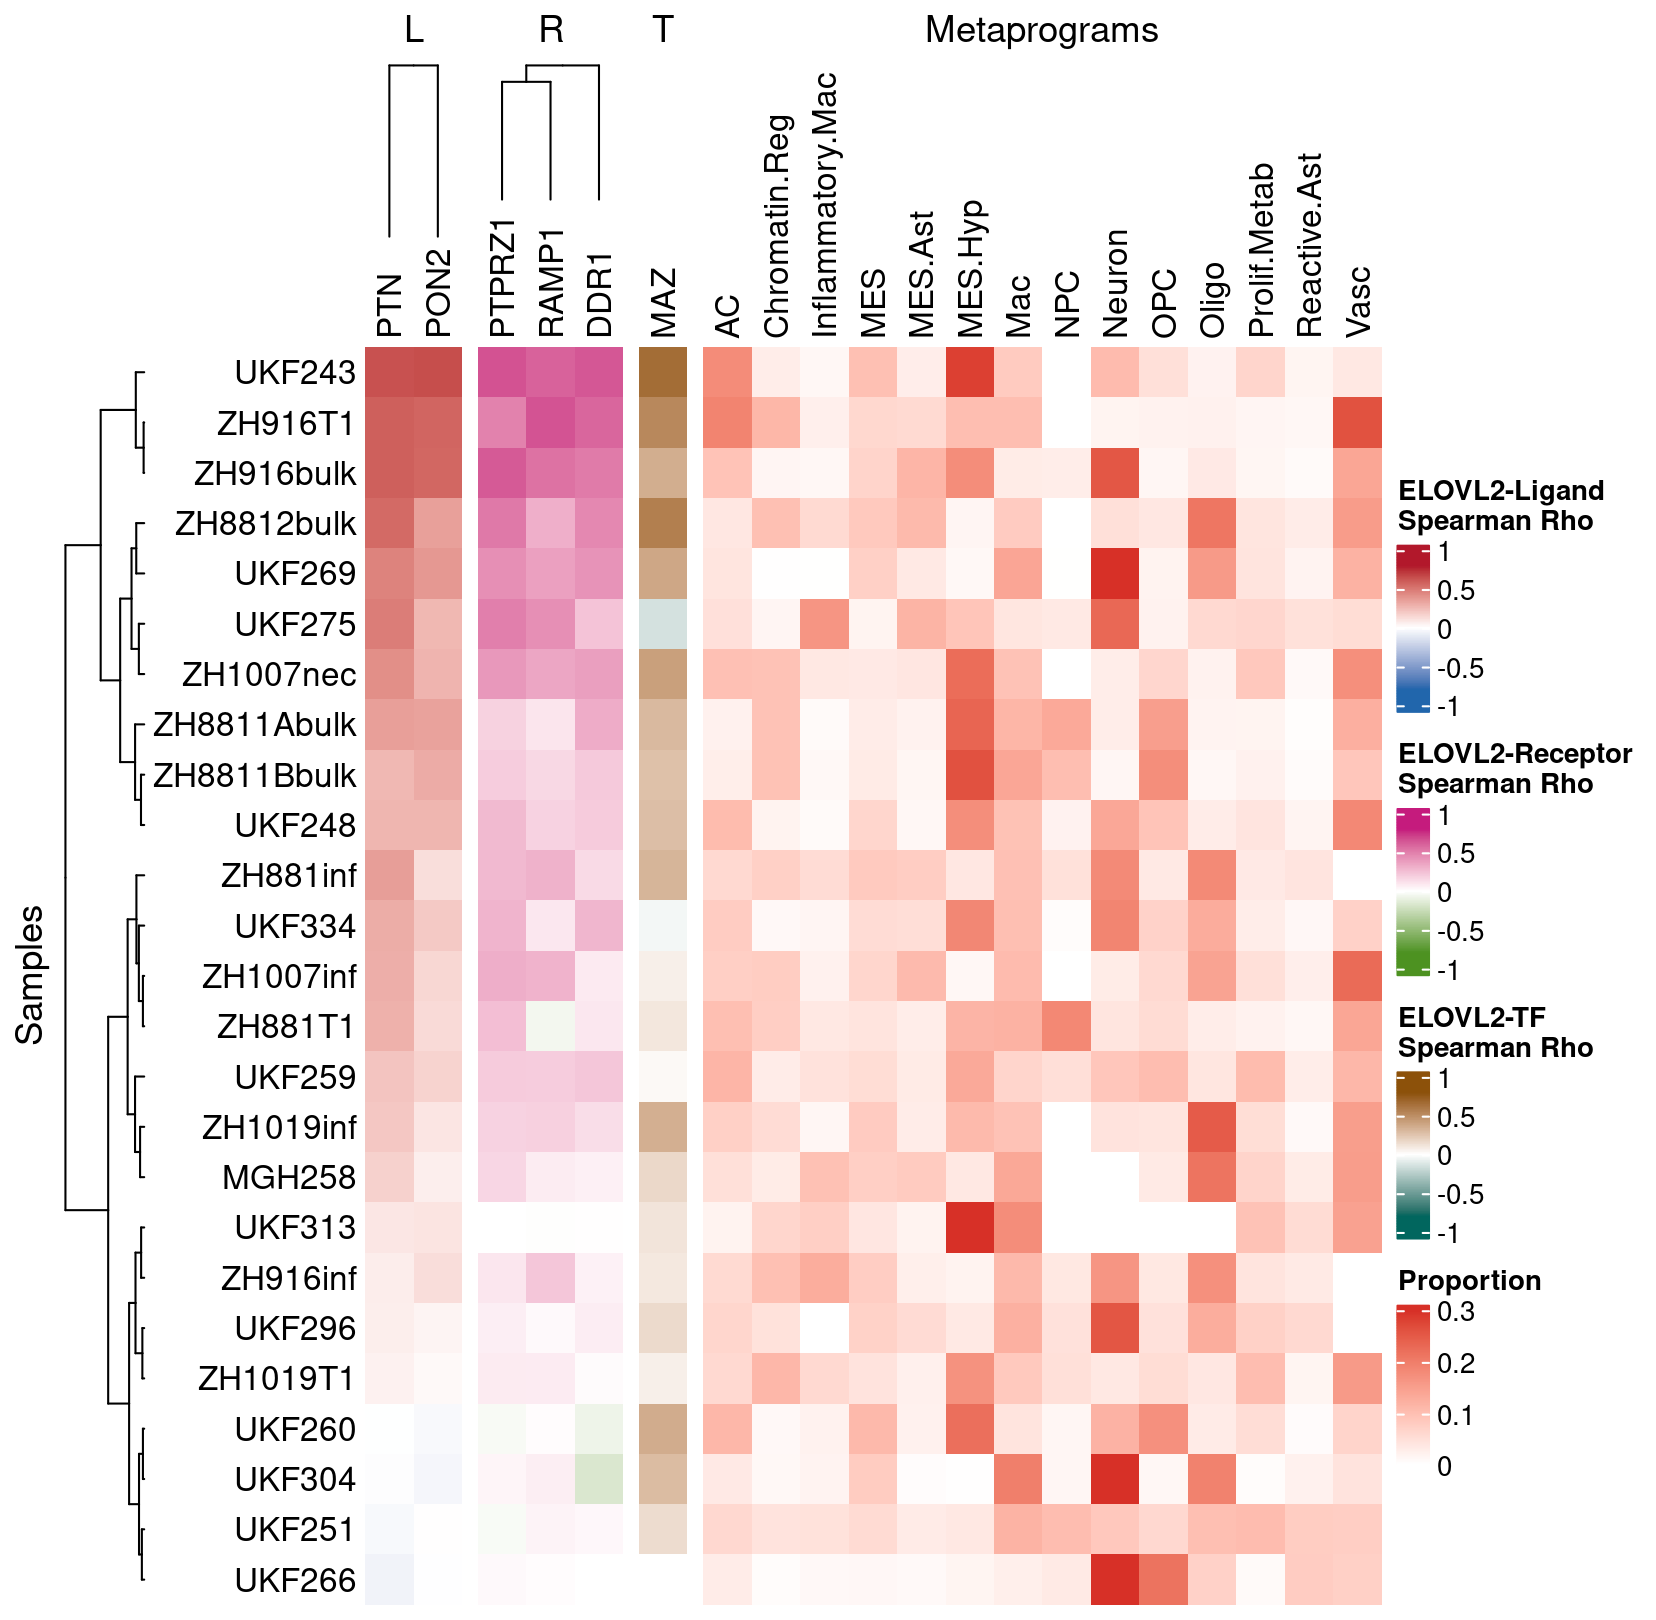 L R T Metaprograms
PTN
PON2
PTPRZ1
RAMP1
DDR1
MAZ
AC
Chromatin.Reg
Inflammatory.Mac
MES
MES.Ast
MES.Hyp
Mac
NPC
Neuron
OPC
Oligo
Prolif.Metab
Reactive.Ast
Vasc
Samples
UKF243
ZH916T1
ZH916bulk
ZH8812bulk
UKF269
UKF275
ZH1007nec
ZH8811Abulk
ZH8811Bbulk
UKF248
ZH881inf
UKF334
ZH1007inf
ZH881T1
UKF259
ZH1019inf
MGH258
UKF313
ZH916inf
UKF296
ZH1019T1
UKF260
UKF304
UKF251
UKF266
ELOVL2-Ligand
Spearman Rho
1
0.5
0
-0.5
-1
ELOVL2-Receptor
Spearman Rho
1
0.5
0
-0.5
-1
ELOVL2-TF
Spearman Rho
1
0.5
0
-0.5
-1
Proportion
0.3
0.2
0.1
0